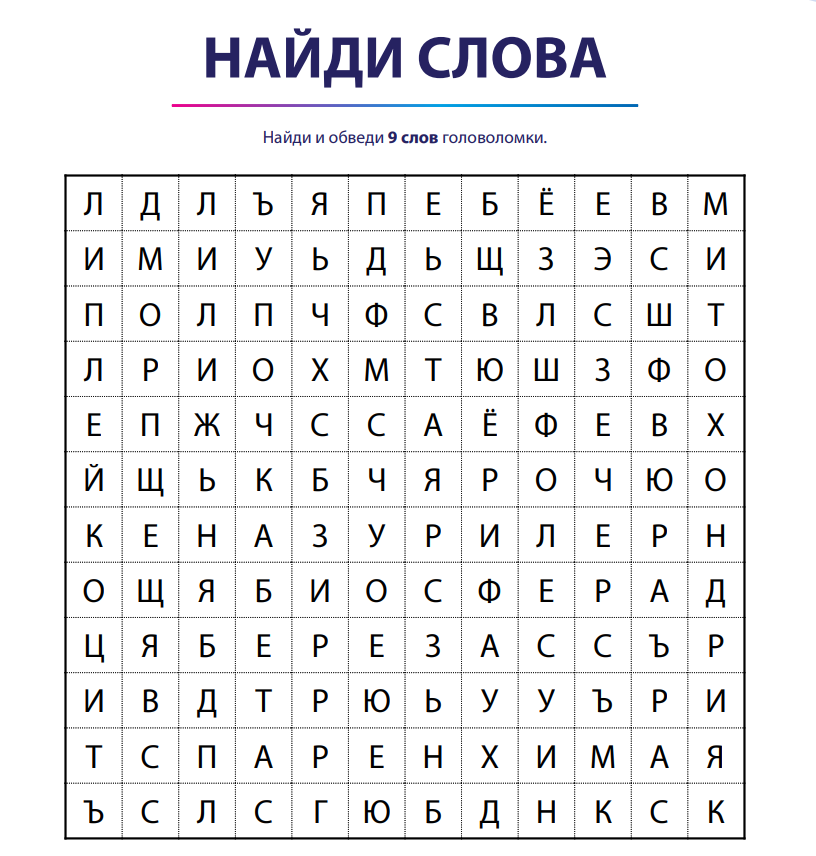 НАЙДИ СЛОВА
Найди и обведи 9 слов головоломки.
Л Д Л Ъ Я П Е Б Ё Е В М
И М И У Ь Д Ь Щ З Э С И
П О Л П Ч Ф С В Л С Ш Т
Л Р И О Х М Т Ю Ш З Ф О
Е П Ж Ч С С А Ё Ф Е В Х
Й Щ Ь К Б Ч Я Р О Ч Ю О
К Е Н А З У Р И Л Е Р Н
О Щ Я Б И О С Ф Е Р А Д
Ц Я Б Е Р Е З А С С Ъ Р
И В Д Т Р Ю Ь У У Ъ Р И
Т С П А Р Е Н Х И М А Я
Ъ С Л С Г Ю Б Д Н К С К